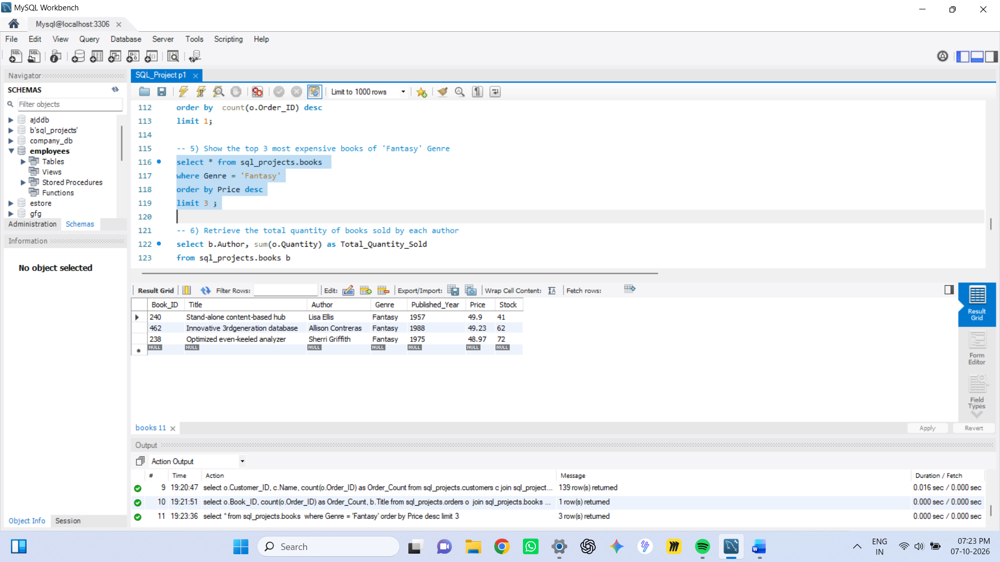 MySQL Workbench
Mysql@localhost:3306
File Edit View Query Database Server Tools Scripting Help
Navigator
SCHEMAS
Filter objects
ajddb
b'sql_projects'
company_db
employees
Tables
Views
Stored Procedures
Functions
estore
gfg
Administration Schemas
Information
No object selected
Object Info Session
SQL_Project p1
Limit to 1000 rows
112 order by  count(o.Order_ID) desc
113 limit 1;
114
115 -- 5) Show the top 3 most expensive books of 'Fantasy' Genre
116 select * from sql_projects.books
117 where Genre = 'Fantasy'
118 order by Price desc
119 limit 3 ;
120
121 -- 6) Retrieve the total quantity of books sold by each author
122 select b.Author, sum(o.Quantity) as Total_Quantity_Sold
123 from sql_projects.books b
Result Grid Filter Rows: Edit: Export/Import: Wrap Cell Content: Fetch rows:
Book_ID Title Author Genre Published_Year Price Stock
240 Stand-alone content-based hub Lisa Ellis Fantasy 1957 49.9 41
462 Innovative 3rdgeneration database Allison Contreras Fantasy 1988 49.23 62
238 Optimized even-keeled analyzer Sherri Griffith Fantasy 1975 48.97 72
NULL NULL NULL NULL NULL NULL NULL
Result Grid
Form Editor
Field Types
books 11
Apply Revert
Output
Action Output
# Time Action Message Duration / Fetch
9 19:20:47 select o.Customer_ID, c.Name, count(o.Order_ID) as Order_Count from sql_projects.customers c join sql_project... 139 row(s) returned 0.016 sec / 0.000 sec
10 19:21:51 select o.Book_ID, count(o.Order_ID) as Order_Count, b.Title from sql_projects.orders o  join sql_projects.books ... 1 row(s) returned 0.000 sec / 0.000 sec
11 19:23:36 select * from sql_projects.books  where Genre = 'Fantasy' order by Price desc limit 3 3 row(s) returned 0.000 sec / 0.000 sec
Search
ENG
IN
07:23 PM
07-10-2026